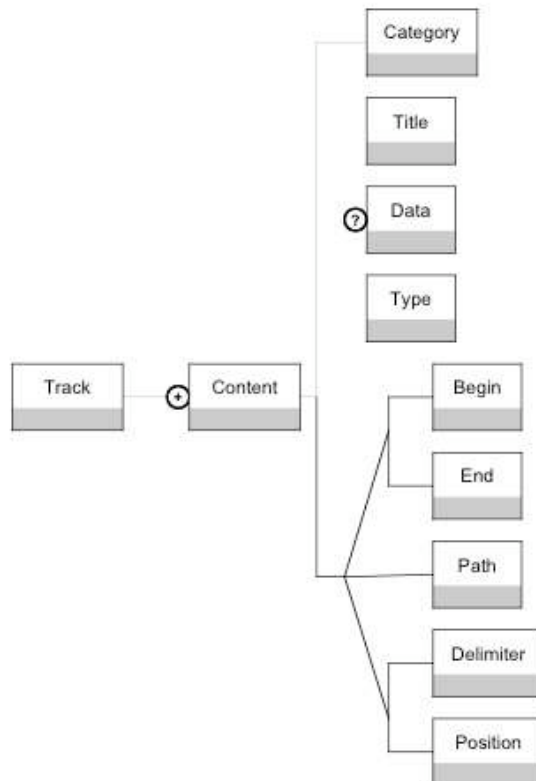 Category
Title
?
Data
Type
Track
+
Content
Begin
End
Path
Delimiter
Position